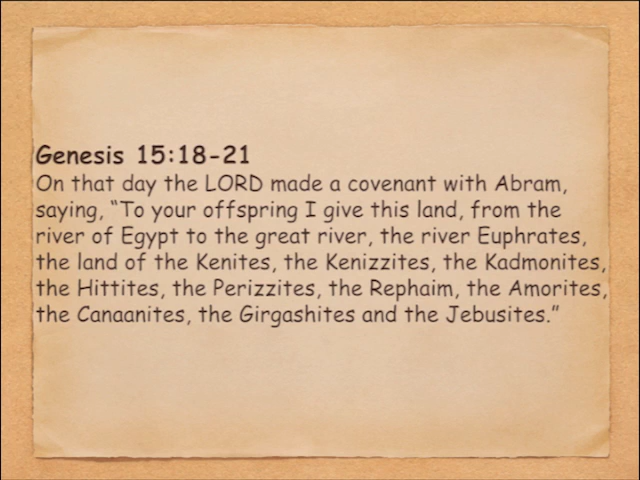 Genesis 15:18-21
On that day the LORD made a covenant with Abram,
saying, “To your offspring I give this land, from the
river of Egypt to the great river, the river Euphrates,
the land of the Kenites, the Kenizzites, the Kadmonites,
the Hittites, the Perizzites, the Rephaim, the Amorites,
the Canaanites, the Girgashites and the Jebusites.”